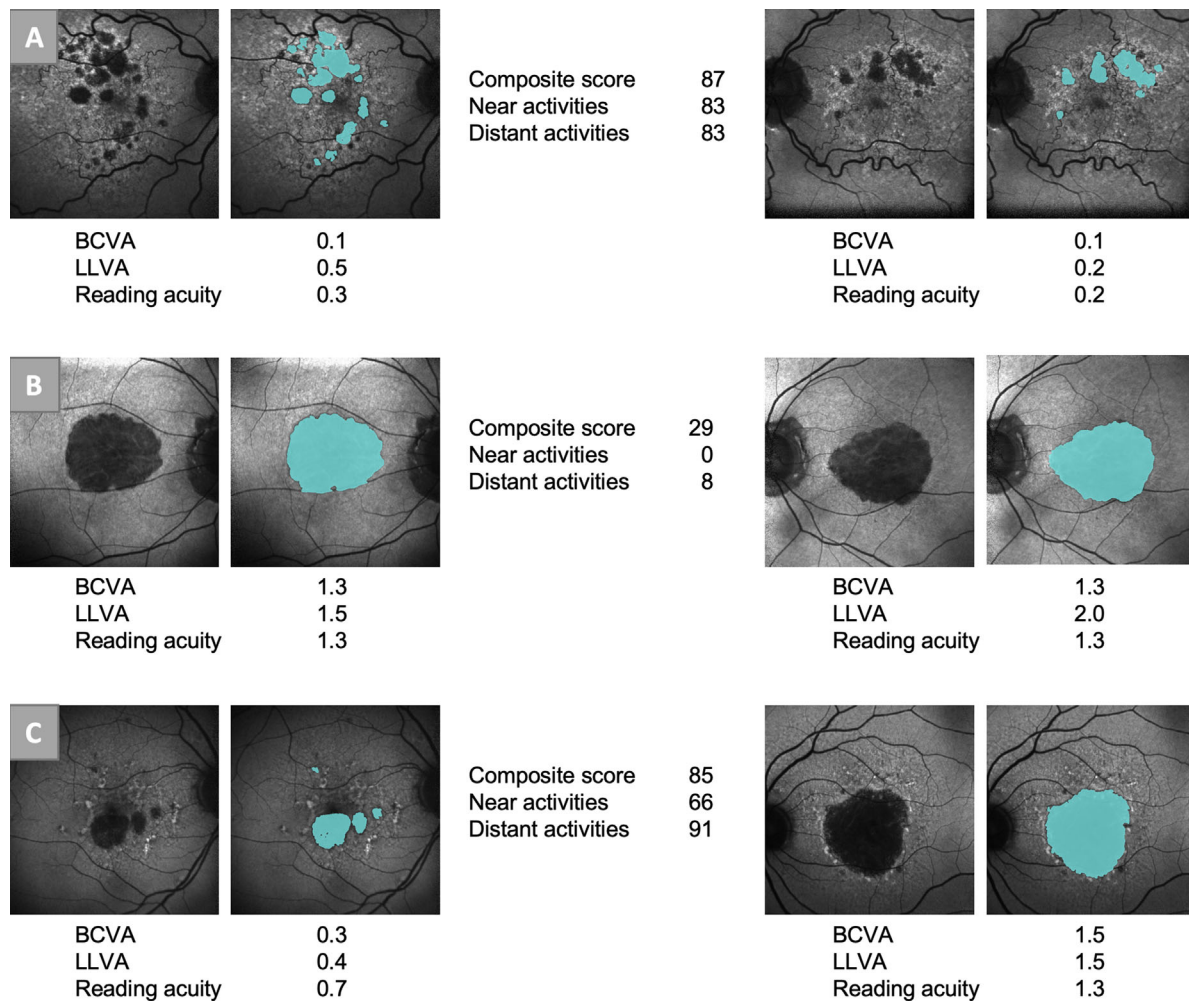 A
Composite score 87
Near activities 83
Distant activities 83
BCVA 0.1
LLVA 0.5
Reading acuity 0.3
BCVA 0.1
LLVA 0.2
Reading acuity 0.2
B
Composite score 29
Near activities 0
Distant activities 8
BCVA 1.3
LLVA 1.5
Reading acuity 1.3
BCVA 1.3
LLVA 2.0
Reading acuity 1.3
C
Composite score 85
Near activities 66
Distant activities 91
BCVA 0.3
LLVA 0.4
Reading acuity 0.7
BCVA 1.5
LLVA 1.5
Reading acuity 1.3